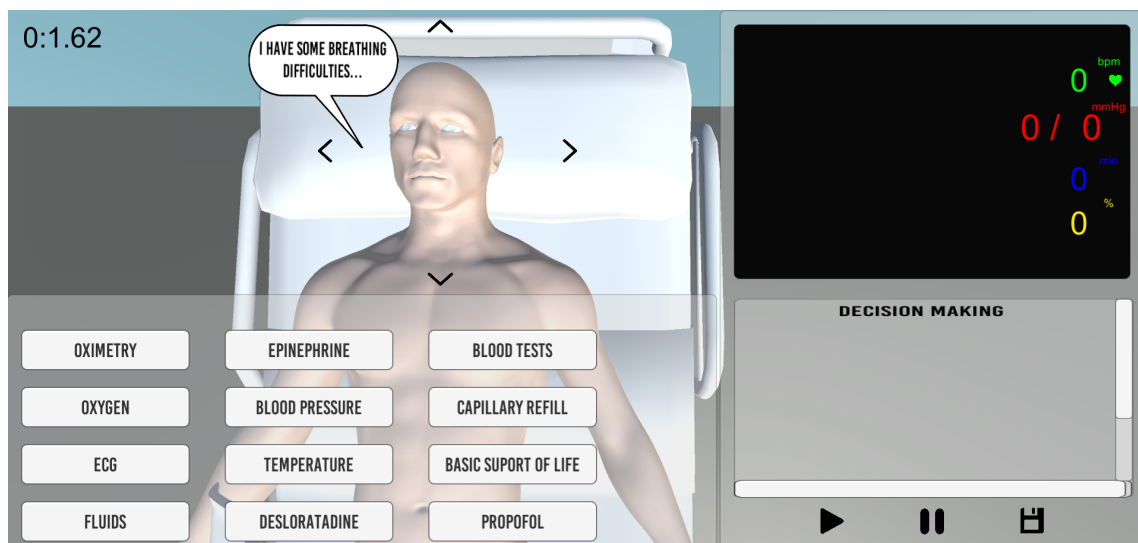 0:1.62
I HAVE SOME BREATHING
DIFFICULTIES...
bpm
0
mmHg
0 / 0
min
0
%
0
DECISION MAKING
OXIMETRY
EPINEPHRINE
BLOOD TESTS
OXYGEN
BLOOD PRESSURE
CAPILLARY REFILL
ECG
TEMPERATURE
BASIC SUPORT OF LIFE
FLUIDS
DESLORATADINE
PROPOFOL